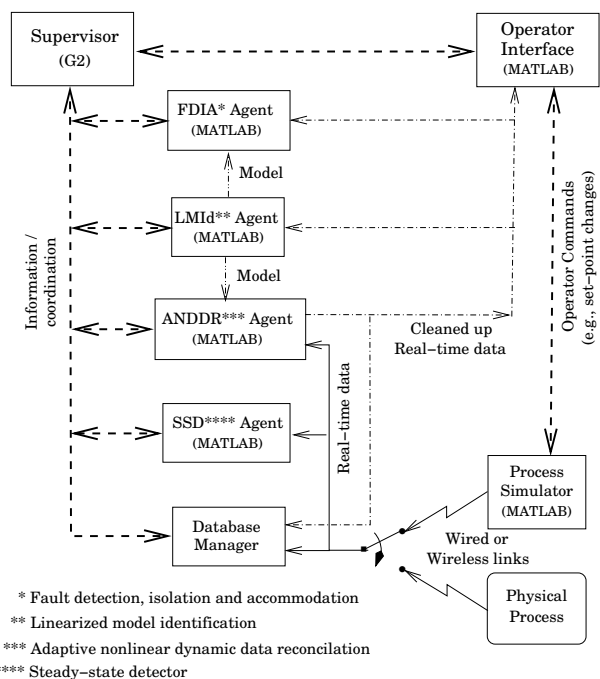 Supervisor
(G2)
Operator
Interface
(MATLAB)
FDIA* Agent
(MATLAB)
Model
LMId** Agent
(MATLAB)
Model
ANDDR*** Agent
(MATLAB)
Information /
coordination
Operator Commands
(e.g., set-point changes)
Cleaned up
Real-time data
Real-time data
SSD**** Agent
(MATLAB)
Database
Manager
Process
Simulator
(MATLAB)
Wired or
Wireless links
Physical
Process
* Fault detection, isolation and accommodation
** Linearized model identification
*** Adaptive nonlinear dynamic data reconcilation
**** Steady-state detector